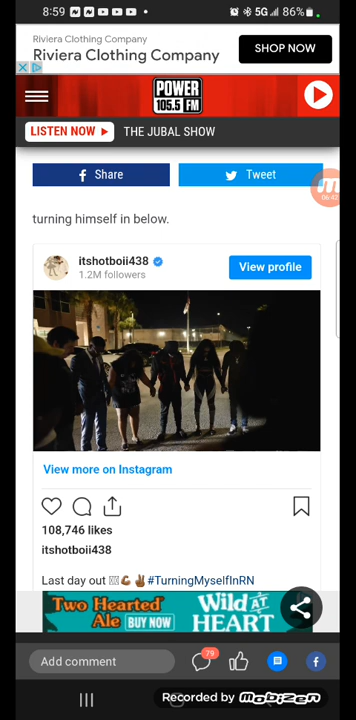 8:59
5G
86%
Riviera Clothing Company
Riviera Clothing Company
SHOP NOW
POWER
105.5 FM
LISTEN NOW
THE JUBAL SHOW
Share
Tweet
06:42
turning himself in below.
itshotboii438
1.2M followers
View profile
View more on Instagram
108,746 likes
itshotboii438
Last day out 💪🏾✌🏾 #TurningMyselfInRN
Two Hearted
Ale BUY NOW
Wild AT
HEART
Add comment
79
Recorded by mobizen